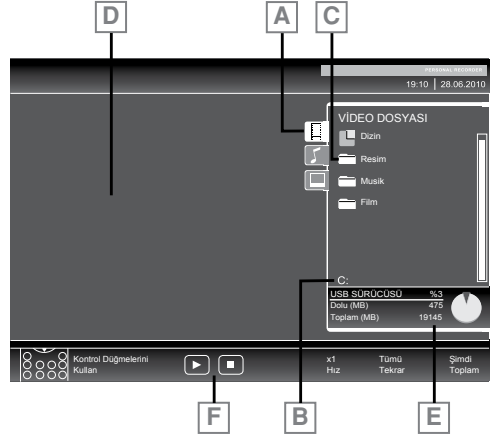 D
A
C
PERSONAL RECORDER
19:10 | 28.06.2010
VİDEO DOSYASI
Dizin
Resim
Musik
Film
C:
USB SÜRÜCÜSÜ %3
Dolu (MB) 475
Toplam (MB) 19145
Kontrol Düğmelerini
Kullan
x1
Hız
Tümü
Tekrar
Şimdi
Toplam
F
B
E